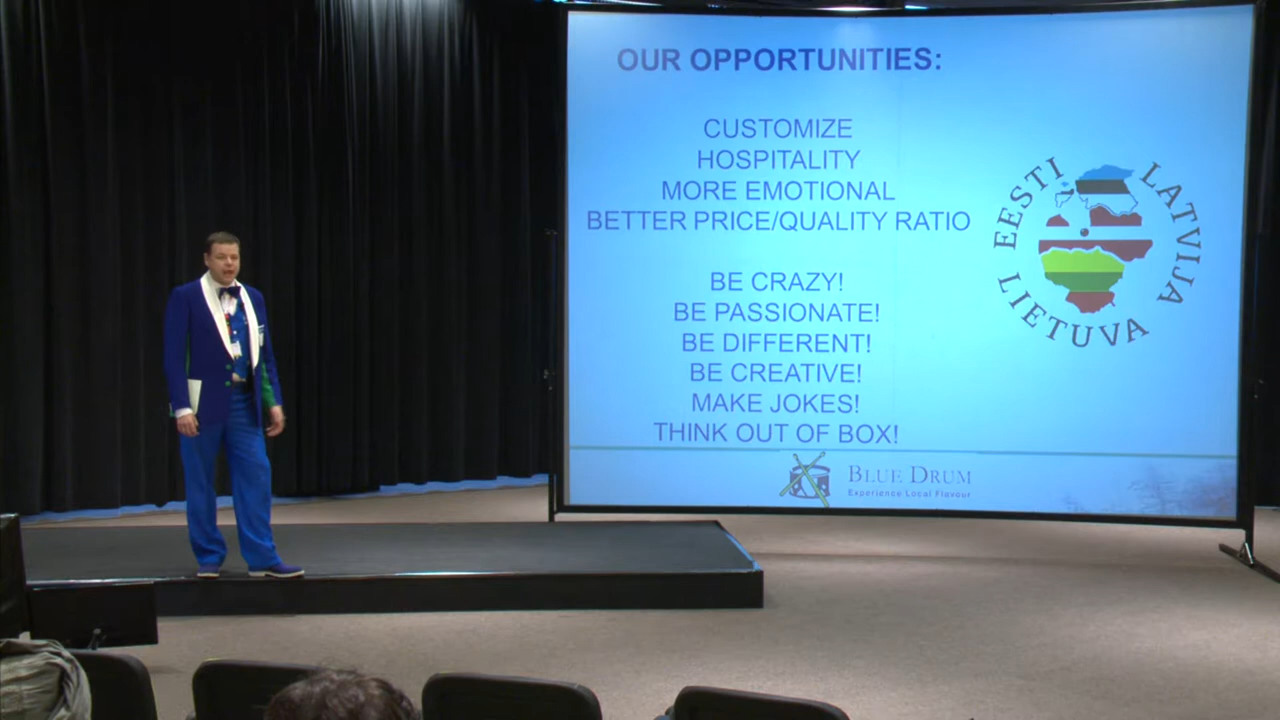 OUR OPPORTUNITIES:
CUSTOMIZE
HOSPITALITY
MORE EMOTIONAL
BETTER PRICE/QUALITY RATIO
BE CRAZY!
BE PASSIONATE!
BE DIFFERENT!
BE CREATIVE!
MAKE JOKES!
THINK OUT OF BOX!
EESTI
LATVIJA
LIETUVA
BLUE DRUM
Experience Local Flavour